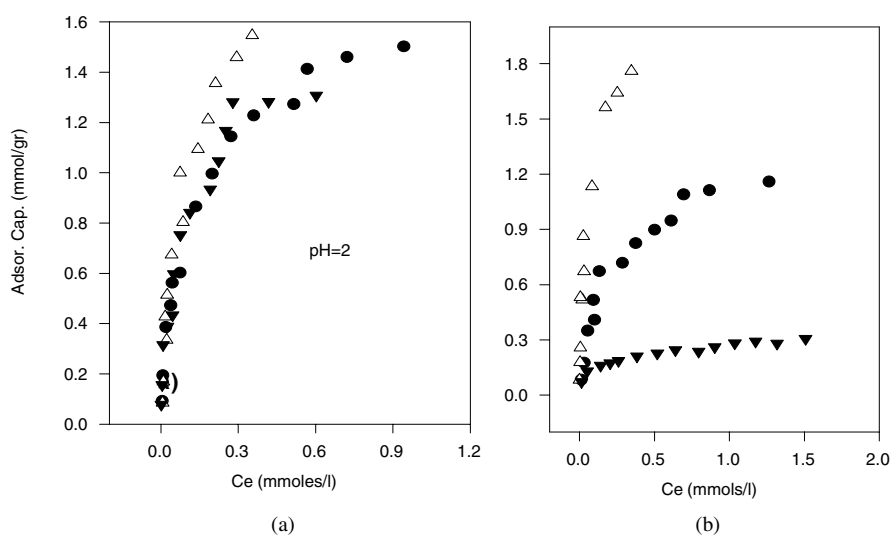 1.6
1.4
1.2
1.0
0.8
0.6
0.4
0.2
0.0
Adsor. Cap. (mmol/gr)
pH=2
)
0.0 0.3 0.6 0.9 1.2
Ce (mmoles/l)
(a)
1.8
1.5
1.2
0.9
0.6
0.3
0.0
0.0 0.5 1.0 1.5 2.0
Ce (mmols/l)
(b)